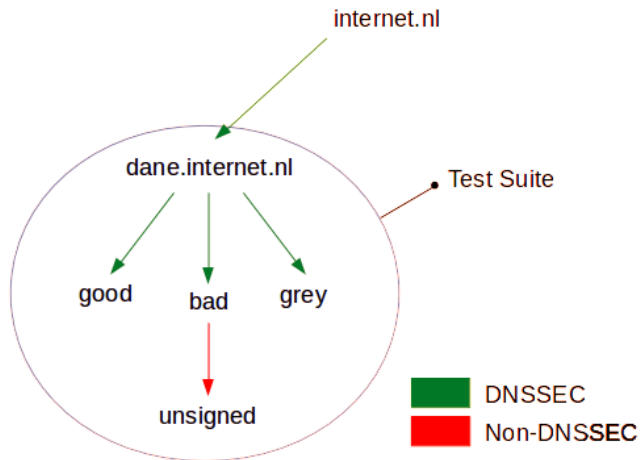 internet.nl
dane.internet.nl
Test Suite
good
bad
grey
unsigned
DNSSEC
Non-DNSSEC